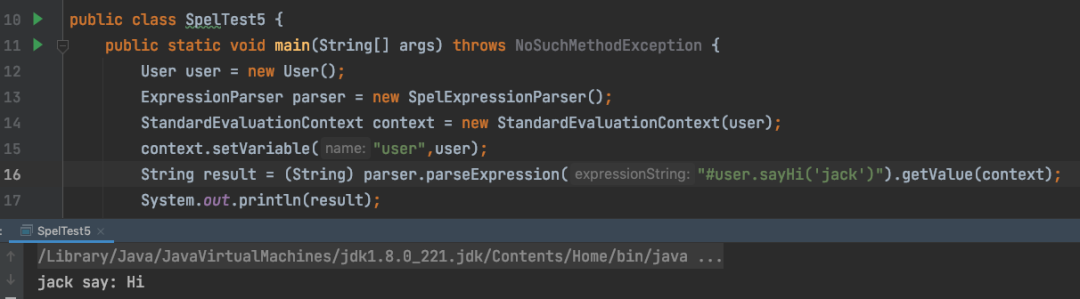 10 public class SpelTest5 {
11 public static void main(String[] args) throws NoSuchMethodException {
12 User user = new User();
13 ExpressionParser parser = new SpelExpressionParser();
14 StandardEvaluationContext context = new StandardEvaluationContext(user);
15 context.setVariable( name: "user",user);
16 String result = (String) parser.parseExpression( expressionString: "#user.sayHi('jack')").getValue(context);
17 System.out.println(result);
: SpelTest5 ×
/Library/Java/JavaVirtualMachines/jdk1.8.0_221.jdk/Contents/Home/bin/java ...
jack say: Hi